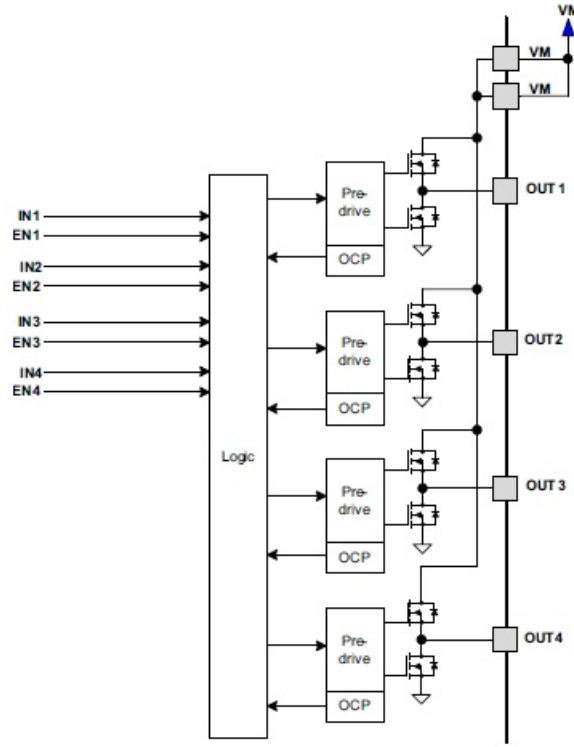 VM
VM
VM
OUT 1
Pre-
drive
OCP
IN1
EN1
IN2
EN2
IN3
EN3
IN4
EN4
Logic
Pre-
drive
OCP
OUT2
Pre-
drive
OCP
OUT 3
Pre-
drive
OCP
OUT4